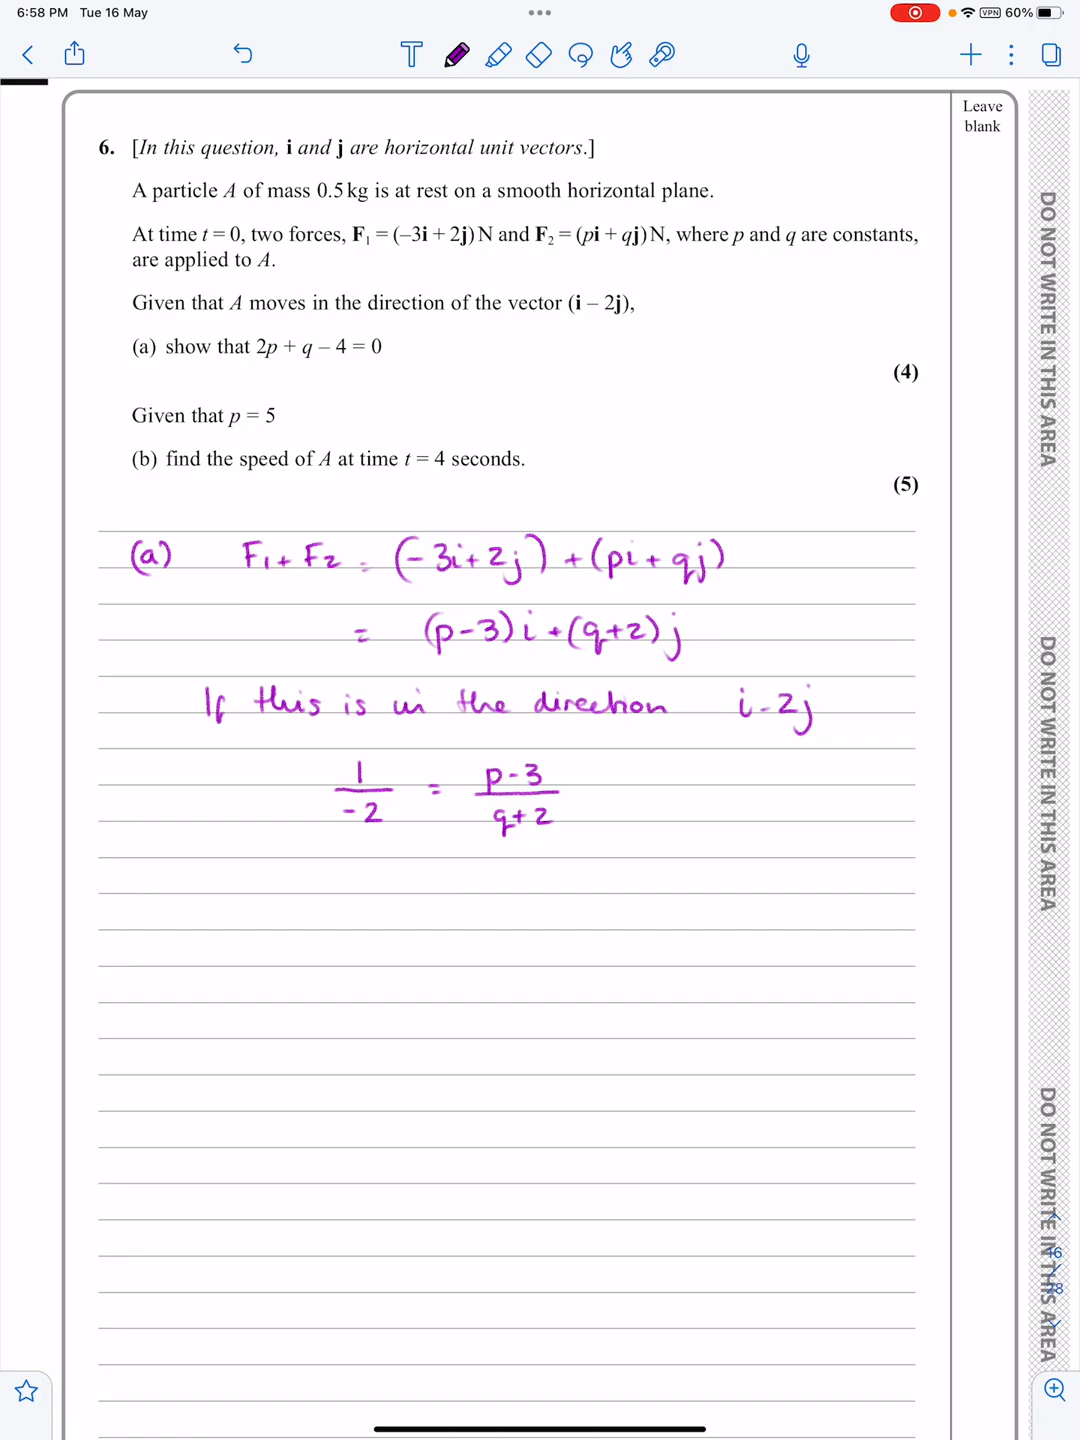 6:58 PM Tue 16 May
VPN 60%
Leave
blank
6. [In this question, i and j are horizontal unit vectors.]
A particle A of mass 0.5 kg is at rest on a smooth horizontal plane.
At time t = 0, two forces, F₁ = (–3i + 2j) N and F₂ = (pi + qj) N, where p and q are constants,
are applied to A.
Given that A moves in the direction of the vector (i – 2j),
(a) show that 2p + q – 4 = 0
(4)
Given that p = 5
(b) find the speed of A at time t = 4 seconds.
(5)
(a) F₁ + F₂ = (-3i + 2j) + (pi + qj)
= (p-3)i + (q+2)j
If this is in the direction i - 2j
1/-2 = p-3/q+2
DO NOT WRITE IN THIS AREA
DO NOT WRITE IN THIS AREA
DO NOT WRITE IN THIS AREA